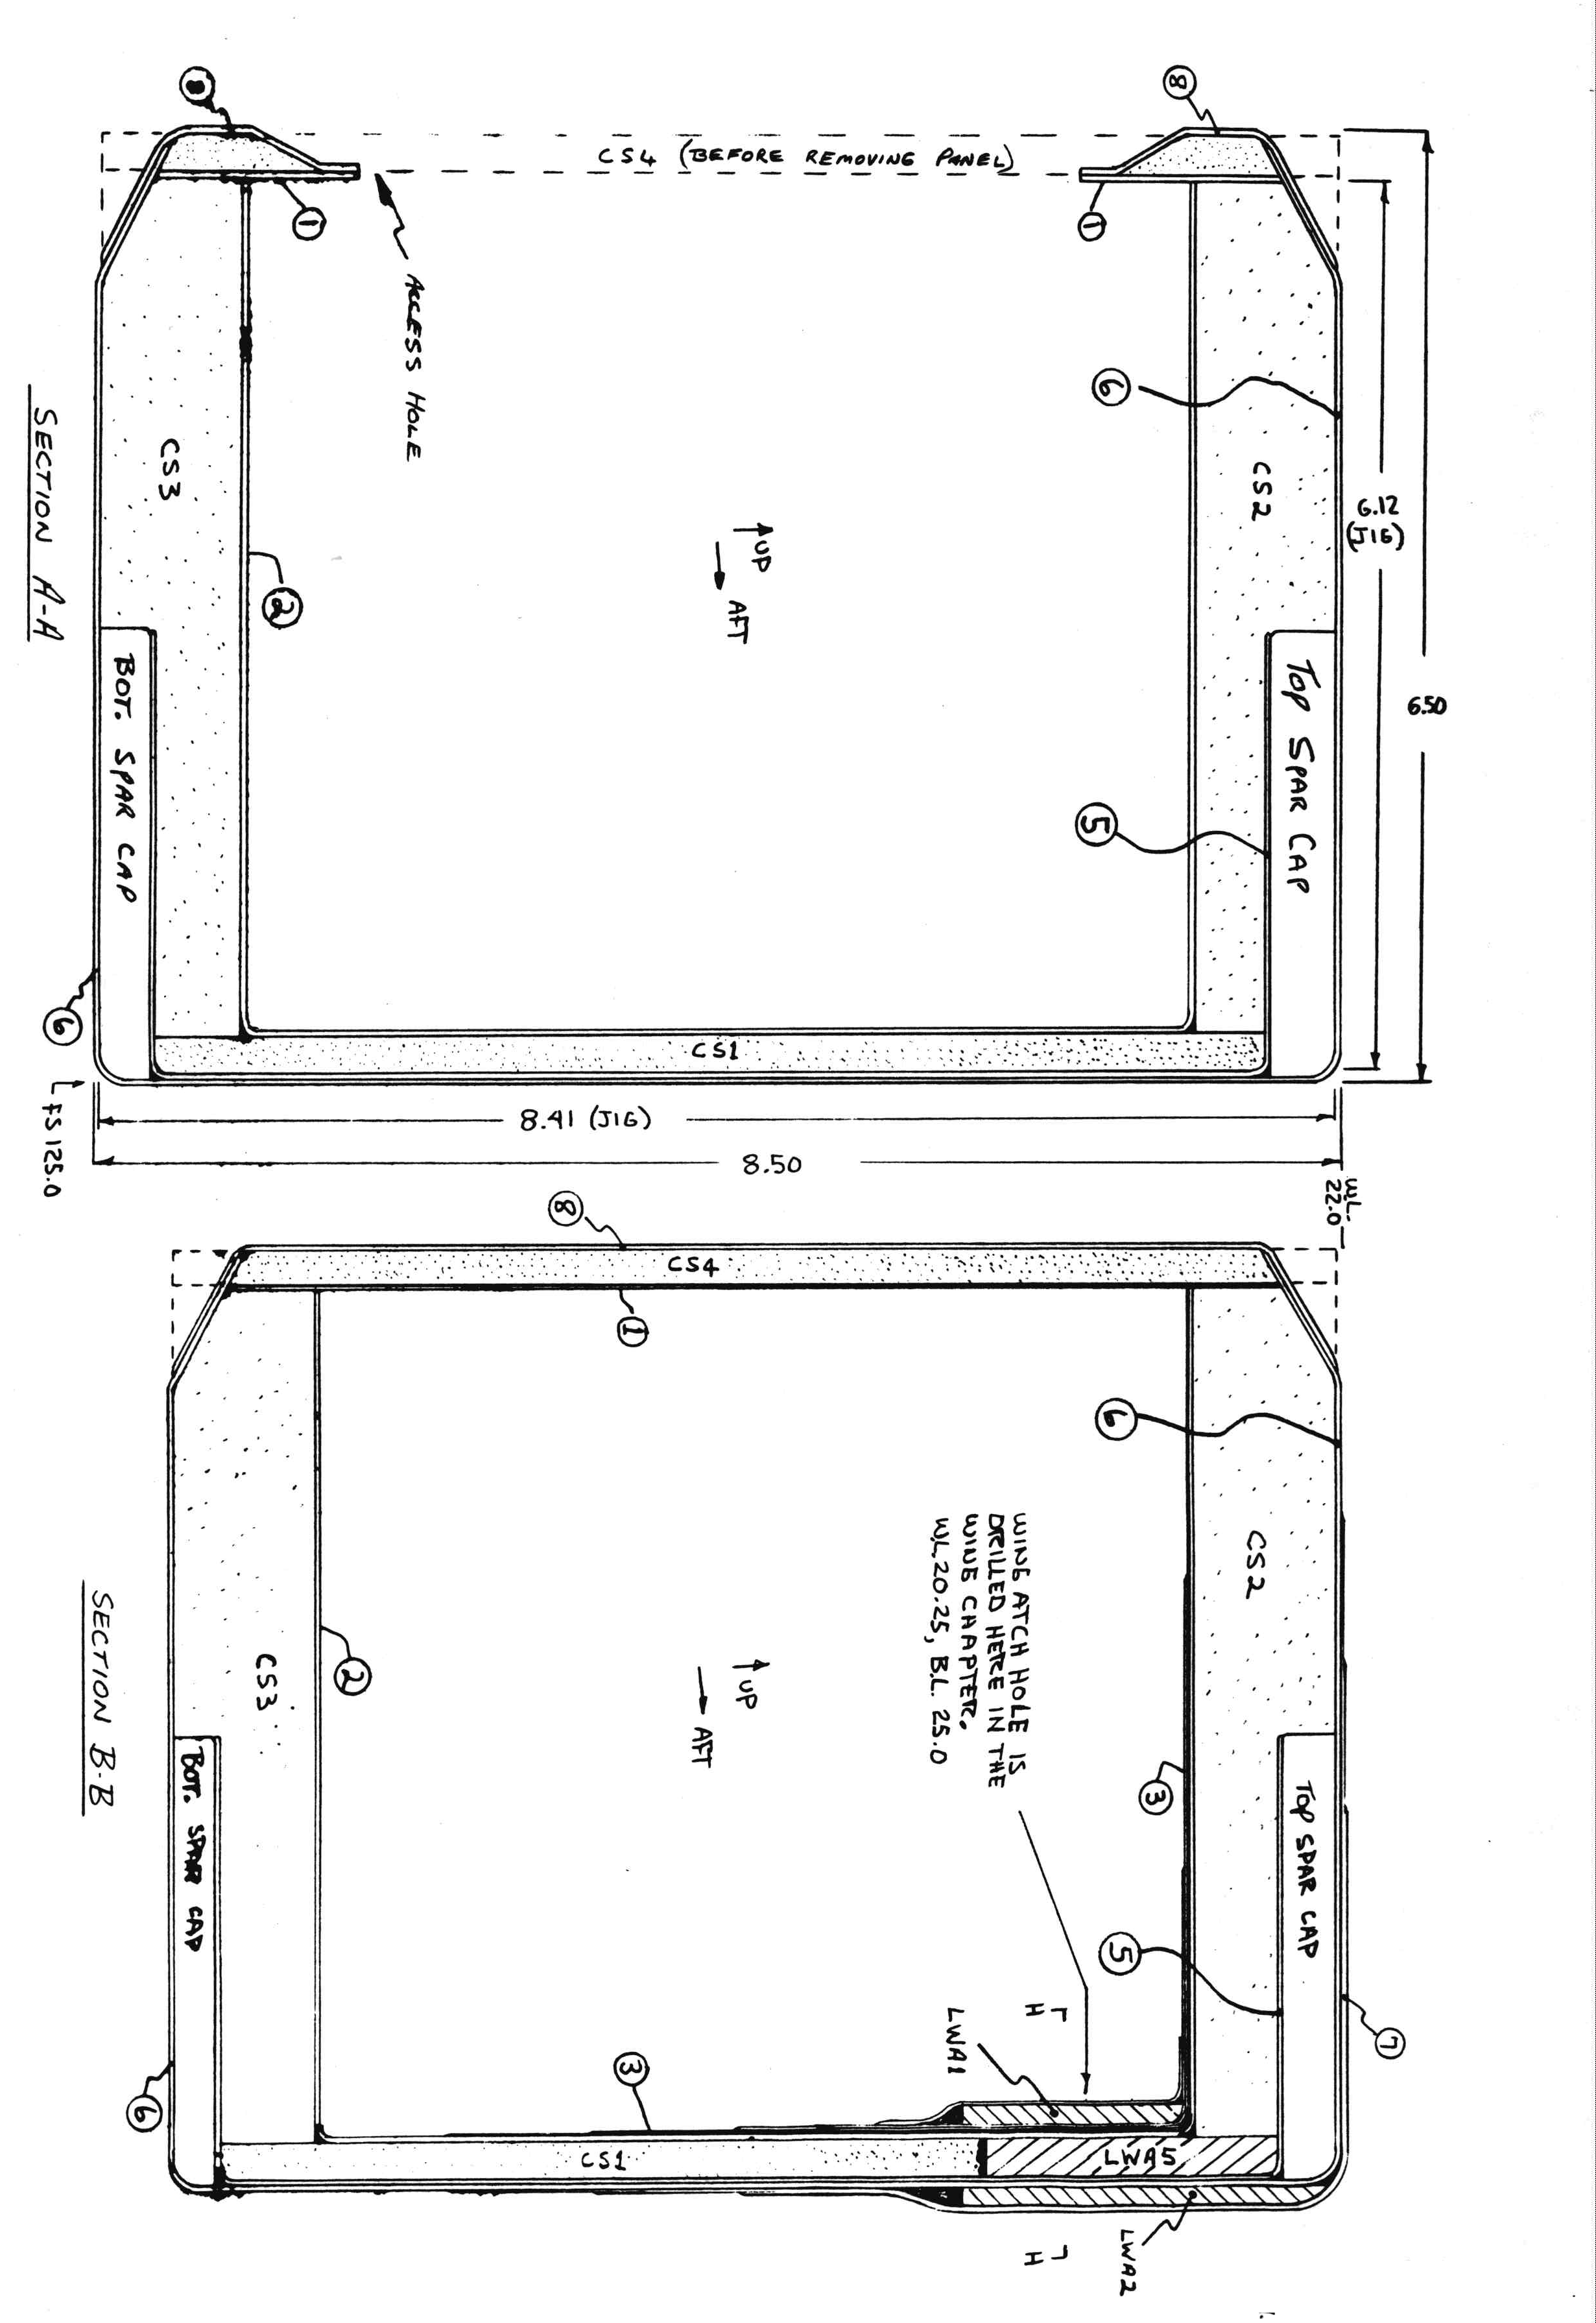 8
8
CS4 (BEFORE REMOVING PANEL)
1
1
ACCESS HOLE
6
CS3
CS2
6.12
(JIG)
6.50
SECTION A-A
UP
AFT
2
BOT. SPAR CAP
TOP SPAR CAP
5
6
CS1
FS 125.0
8.41 (JIG)
8.50
W.L.
22.0
8
CS4
1
6
CS2
WING ATCH HOLE IS
DRILLED HERE IN THE
WING CHAPTER.
W.L. 20.25, B.L. 25.0
SECTION B-B
CS3
2
UP
AFT
3
BOT. SPAR CAP
TOP SPAR CAP
5
7
H
LWA1
3
6
CS1
LWA5
H
LWA2